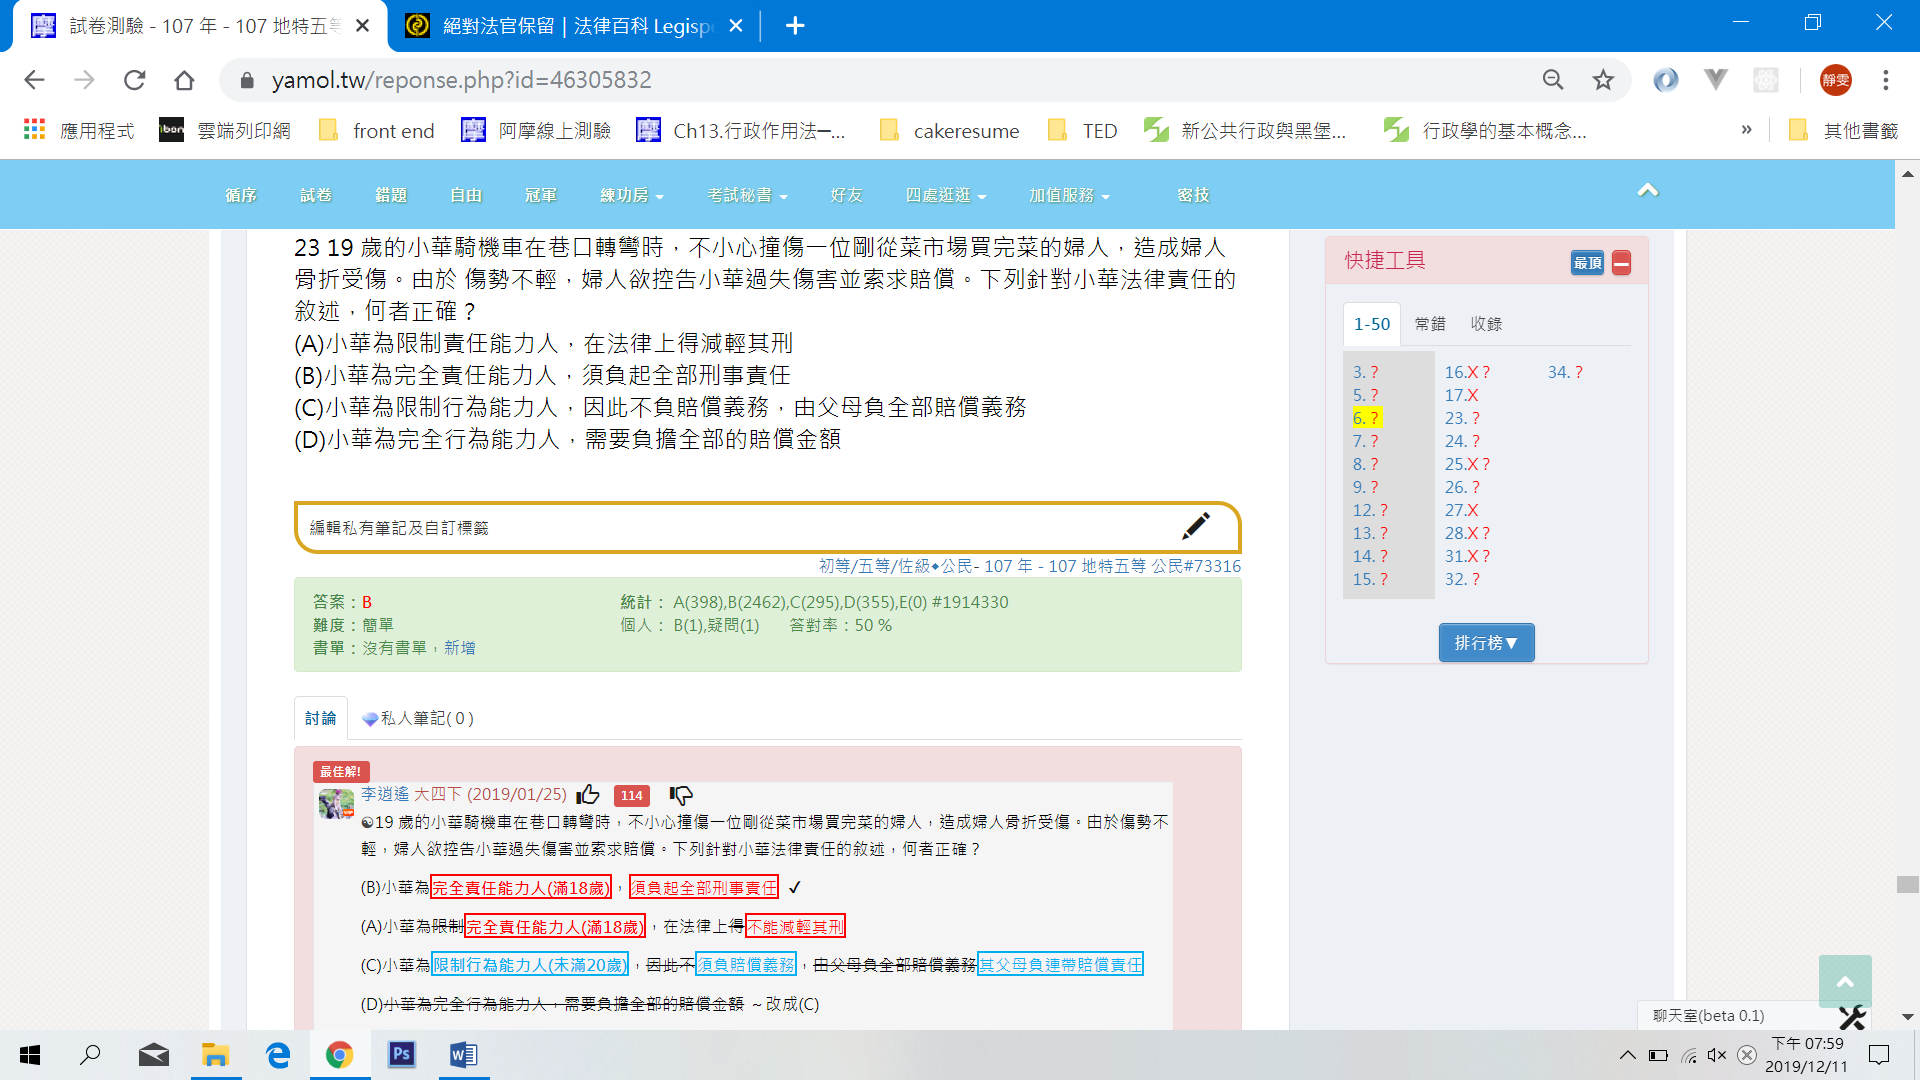 試卷測驗 - 107 年 - 107 地特五等
絕對法官保留 | 法律百科 Legisp
yamol.tw/reponse.php?id=46305832
靜雯
應用程式
ibon
雲端列印網
front end
阿摩線上測驗
Ch13.行政作用法—...
cakeresume
TED
新公共行政與黑堡...
行政學的基本概念...
»
其他書籤
循序
試卷
錯題
自由
冠軍
練功房
考試秘書
好友
四處逛逛
加值服務
密技
23 19 歲的小華騎機車在巷口轉彎時，不小心撞傷一位剛從菜市場買完菜的婦人，造成婦人
骨折受傷。由於 傷勢不輕，婦人欲控告小華過失傷害並索求賠償。下列針對小華法律責任的
敘述，何者正確？
(A)小華為限制責任能力人，在法律上得減輕其刑
(B)小華為完全責任能力人，須負起全部刑事責任
(C)小華為限制行為能力人，因此不負賠償義務，由父母負全部賠償義務
(D)小華為完全行為能力人，需要負擔全部的賠償金額
編輯私有筆記及自訂標籤
初等/五等/佐級◆公民- 107 年 - 107 地特五等 公民#73316
答案：B
難度：簡單
書單：沒有書單，新增
統計： A(398),B(2462),C(295),D(355),E(0) #1914330
個人： B(1),疑問(1) 答對率：50 %
討論
私人筆記( 0 )
最佳解!
李逍遙 大四下 (2019/01/25) 114
☯19 歲的小華騎機車在巷口轉彎時，不小心撞傷一位剛從菜市場買完菜的婦人，造成婦人骨折受傷。由於傷勢不
輕，婦人欲控告小華過失傷害並索求賠償。下列針對小華法律責任的敘述，何者正確？
(B)小華為完全責任能力人(滿18歲)，須負起全部刑事責任 ✓
(A)小華為限制完全責任能力人(滿18歲)，在法律上得不能減輕其刑
(C)小華為限制行為能力人(未滿20歲)，因此不須負賠償義務，由父母負全部賠償義務其父母負連帶賠償責任
(D)小華為完全行為能力人，需要負擔全部的賠償金額 ~改成(C)
快捷工具
最頂
1-50
常錯
收錄
3. ?
5. ?
6. ?
7. ?
8. ?
9. ?
12. ?
13. ?
14. ?
15. ?
16.X ?
17.X
23. ?
24. ?
25.X ?
26. ?
27.X
28.X ?
31.X ?
32. ?
34. ?
排行榜▼
聊天室(beta 0.1)
Ps
下午 07:59
2019/12/11